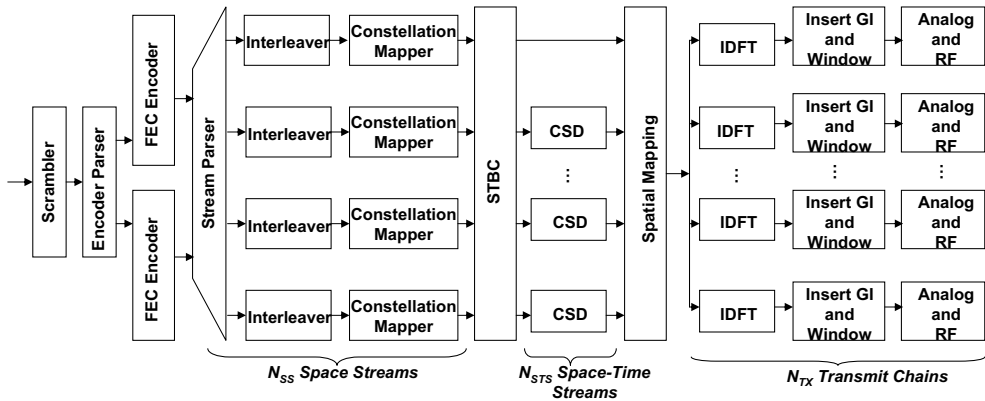 Scrambler
Encoder Parser
FEC Encoder
FEC Encoder
Stream Parser
Interleaver
Constellation
Mapper
Interleaver
Constellation
Mapper
Interleaver
Constellation
Mapper
Interleaver
Constellation
Mapper
STBC
CSD
...
CSD
CSD
Spatial Mapping
IDFT
Insert GI
and
Window
Analog
and
RF
IDFT
Insert GI
and
Window
Analog
and
RF
...
...
...
IDFT
Insert GI
and
Window
Analog
and
RF
IDFT
Insert GI
and
Window
Analog
and
RF
N_SS Space Streams
N_STS Space-Time
Streams
N_TX Transmit Chains